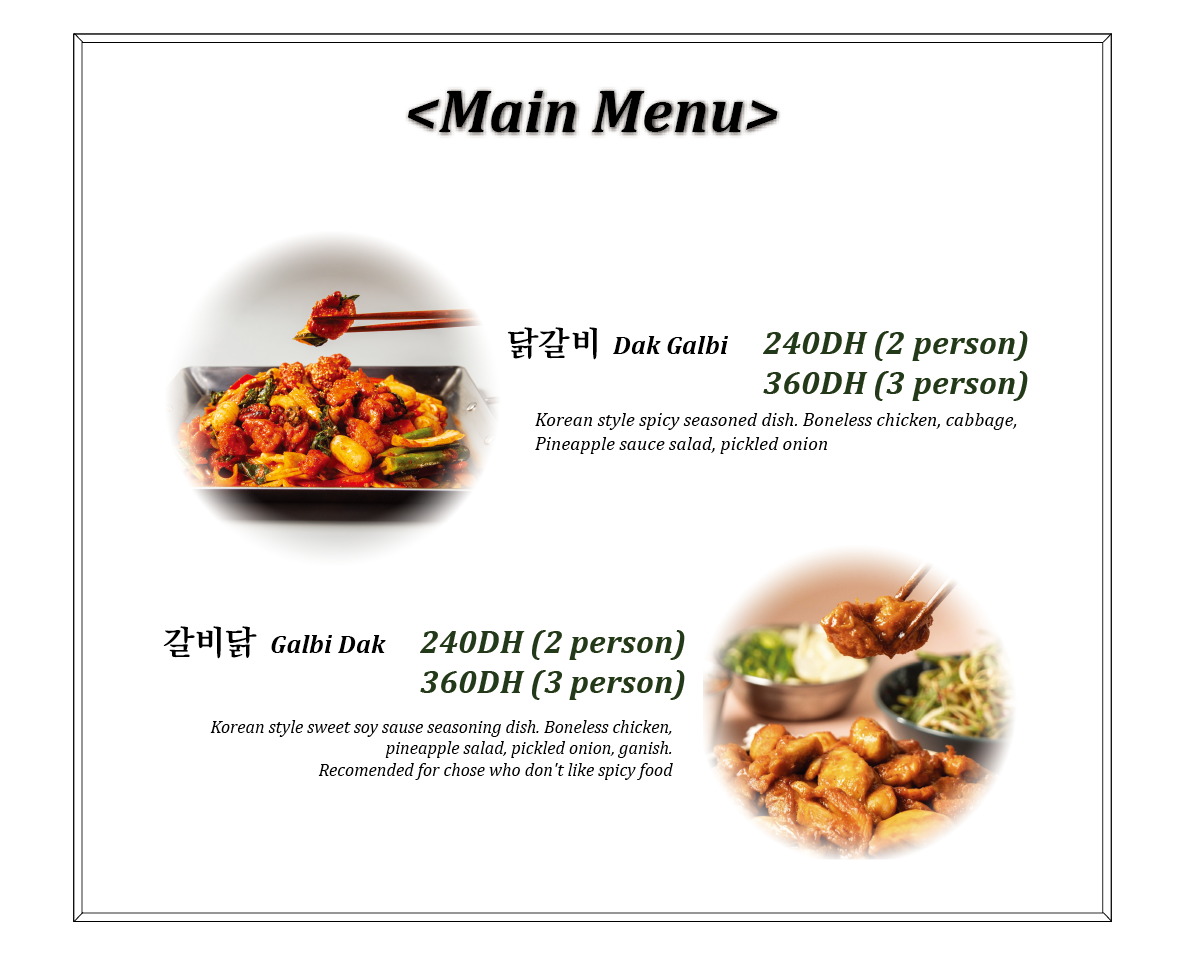 <Main Menu>
닭갈비 Dak Galbi 240DH (2 person)
360DH (3 person)
Korean style spicy seasoned dish. Boneless chicken, cabbage,
Pineapple sauce salad, pickled onion
갈비닭 Galbi Dak 240DH (2 person)
360DH (3 person)
Korean style sweet soy sause seasoning dish. Boneless chicken,
pineapple salad, pickled onion, ganish.
Recomended for chose who don't like spicy food